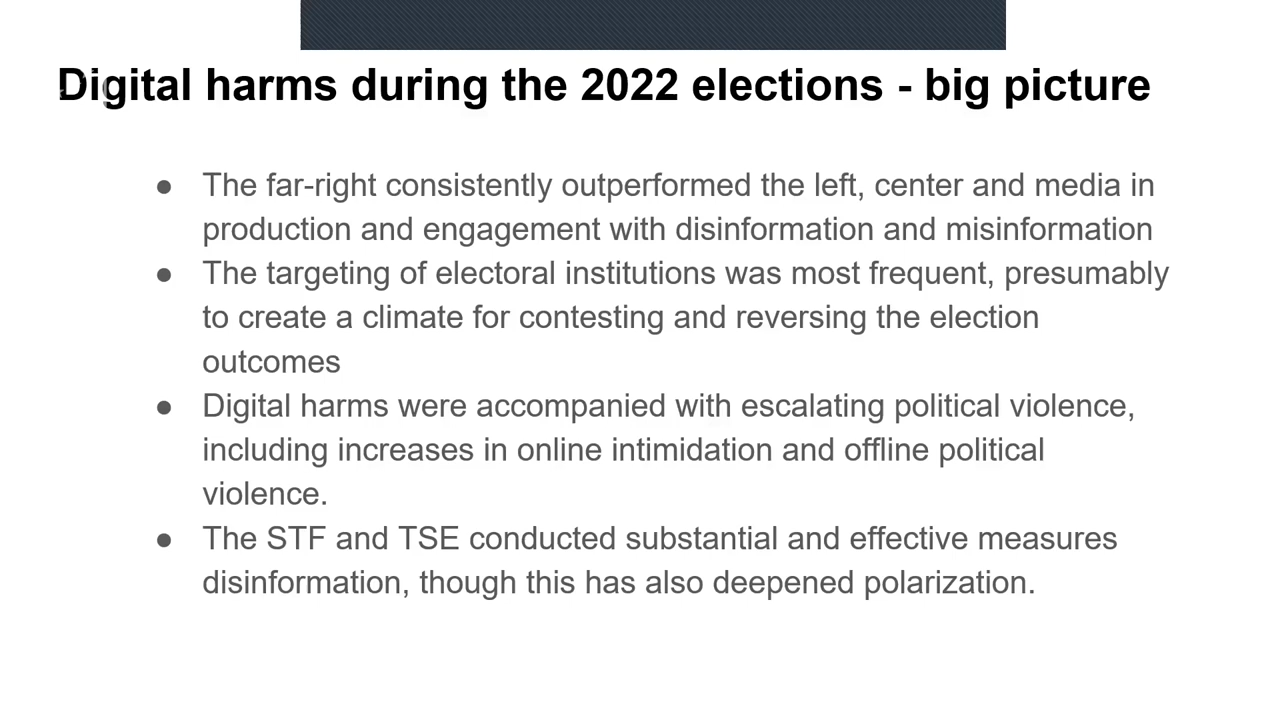 Digital harms during the 2022 elections - big picture
● The far-right consistently outperformed the left, center and media in
production and engagement with disinformation and misinformation
● The targeting of electoral institutions was most frequent, presumably
to create a climate for contesting and reversing the election
outcomes
● Digital harms were accompanied with escalating political violence,
including increases in online intimidation and offline political
violence.
● The STF and TSE conducted substantial and effective measures
disinformation, though this has also deepened polarization.